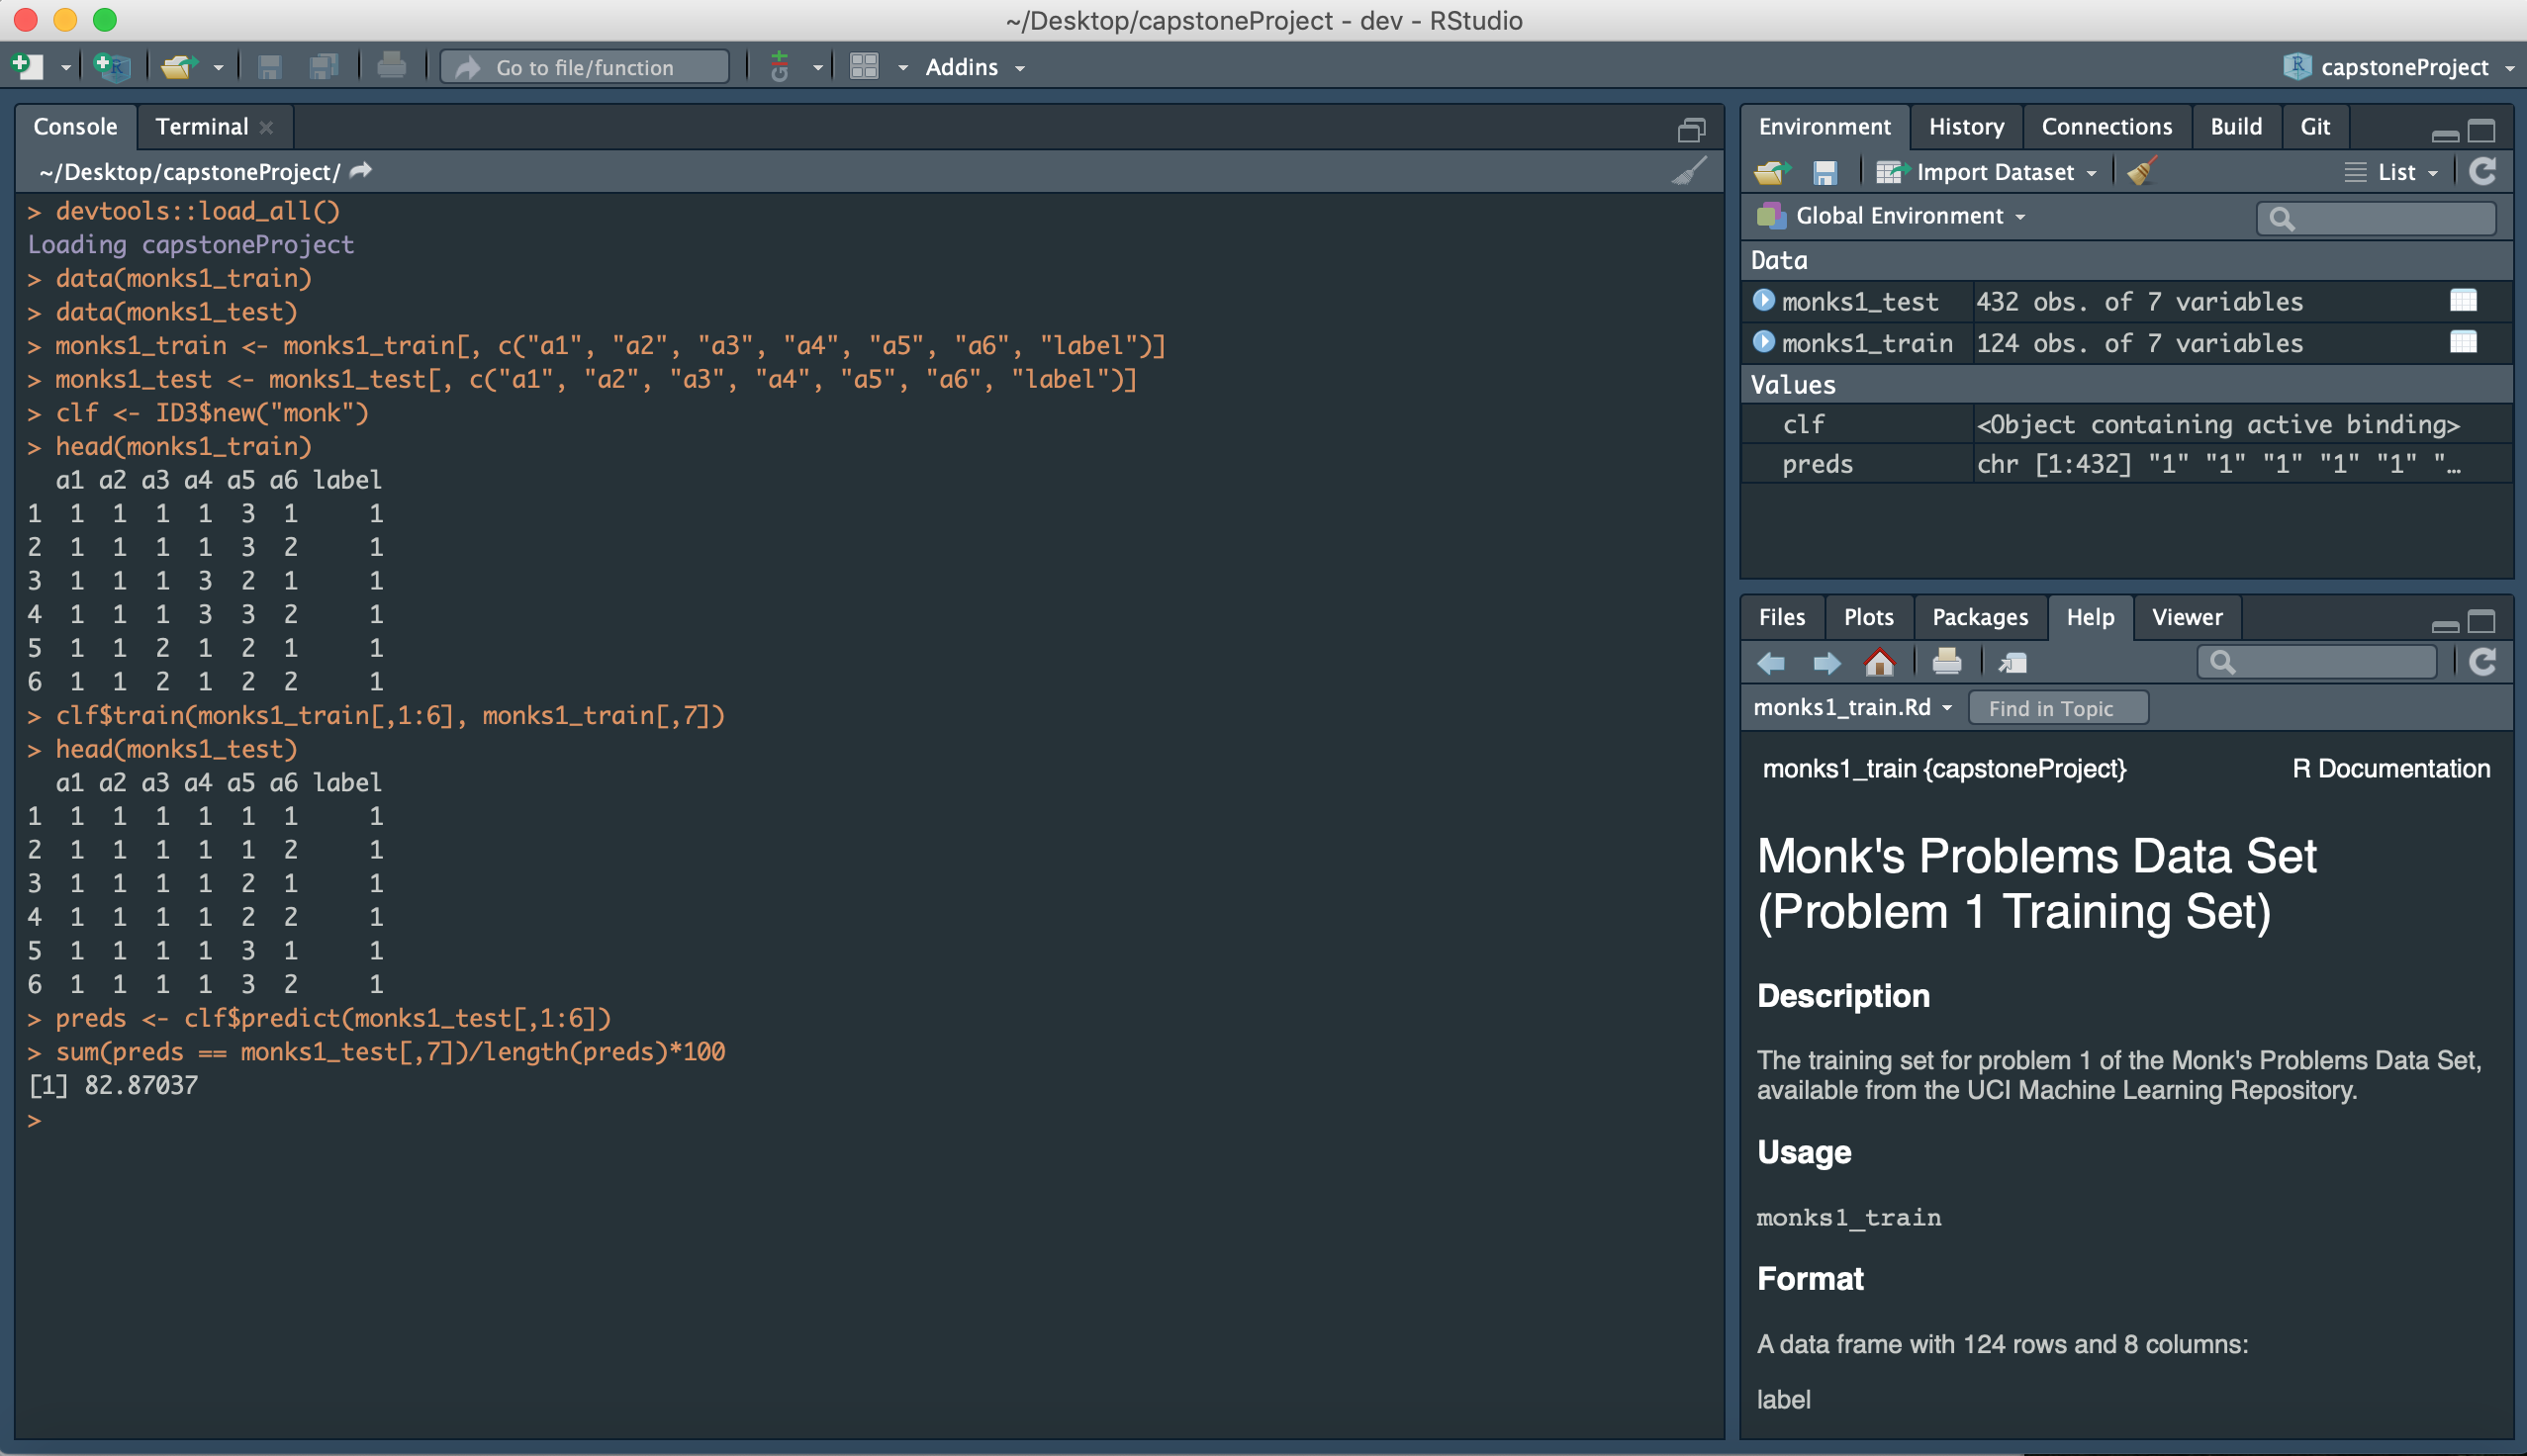 ~/Desktop/capstoneProject - dev - RStudio
Go to file/function
Addins
capstoneProject
Console Terminal
~/Desktop/capstoneProject/
> devtools::load_all()
Loading capstoneProject
> data(monks1_train)
> data(monks1_test)
> monks1_train <- monks1_train[, c("a1", "a2", "a3", "a4", "a5", "a6", "label")]
> monks1_test <- monks1_test[, c("a1", "a2", "a3", "a4", "a5", "a6", "label")]
> clf <- ID3$new("monk")
> head(monks1_train)
  a1 a2 a3 a4 a5 a6 label
1  1  1  1  1  3  1     1
2  1  1  1  1  3  2     1
3  1  1  1  3  2  1     1
4  1  1  1  3  3  2     1
5  1  1  2  1  2  1     1
6  1  1  2  1  2  2     1
> clf$train(monks1_train[,1:6], monks1_train[,7])
> head(monks1_test)
  a1 a2 a3 a4 a5 a6 label
1  1  1  1  1  1  1     1
2  1  1  1  1  1  2     1
3  1  1  1  1  2  1     1
4  1  1  1  1  2  2     1
5  1  1  1  1  3  1     1
6  1  1  1  1  3  2     1
> preds <- clf$predict(monks1_test[,1:6])
> sum(preds == monks1_test[,7])/length(preds)*100
[1] 82.87037
>
Environment History Connections Build Git
Import Dataset List
Global Environment
Data
monks1_test 432 obs. of 7 variables
monks1_train 124 obs. of 7 variables
Values
clf <Object containing active binding>
preds chr [1:432] "1" "1" "1" "1" "1" "…
Files Plots Packages Help Viewer
monks1_train.Rd Find in Topic
monks1_train {capstoneProject} R Documentation
Monk's Problems Data Set
(Problem 1 Training Set)
Description
The training set for problem 1 of the Monk's Problems Data Set,
available from the UCI Machine Learning Repository.
Usage
monks1_train
Format
A data frame with 124 rows and 8 columns:
label